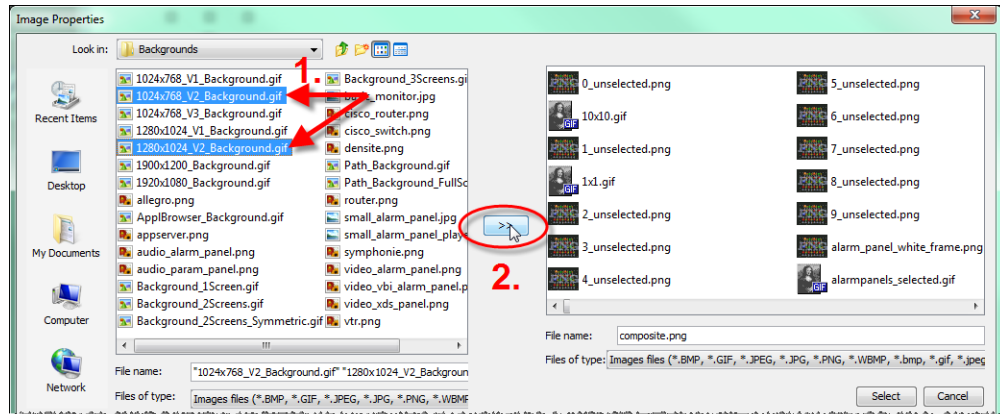 Image Properties
Look in:
Backgrounds
1.
1024x768_V1_Background.gif
1024x768_V2_Background.gif
1024x768_V3_Background.gif
1280x1024_V1_Background.gif
1280x1024_V2_Background.gif
1900x1200_Background.gif
1920x1080_Background.gif
allegro.png
ApplBrowser_Background.gif
appserver.png
audio_alarm_panel.png
audio_param_panel.png
Background_1Screen.gif
Background_2Screens.gif
Background_2Screens_Symmetric.gif
Background_3Screens.gi
monitor.jpg
cisco_router.png
cisco_switch.png
densite.png
Path_Background.gif
Path_Background_FullSc
router.png
small_alarm_panel.jpg
small_alarm_panel_playe
symphonie.png
video_alarm_panel.png
video_vbi_alarm_panel.p
video_xds_panel.png
vtr.png
Recent Items
Desktop
My Documents
Computer
Network
File name:
"1024x768_V2_Background.gif" "1280x1024_V2_Backgroun
Files of type:
Images files (*.BMP, *.GIF, *.JPEG, *.JPG, *.PNG, *.WBMP
>>
2.
0_unselected.png
10x10.gif
1_unselected.png
1x1.gif
2_unselected.png
3_unselected.png
4_unselected.png
5_unselected.png
6_unselected.png
7_unselected.png
8_unselected.png
9_unselected.png
alarm_panel_white_frame.png
alarmpanels_selected.gif
File name:
composite.png
Files of type:
Images files (*.BMP, *.GIF, *.JPEG, *.JPG, *.PNG, *.WBMP, *.bmp, *.gif, *.jpeg
Select
Cancel